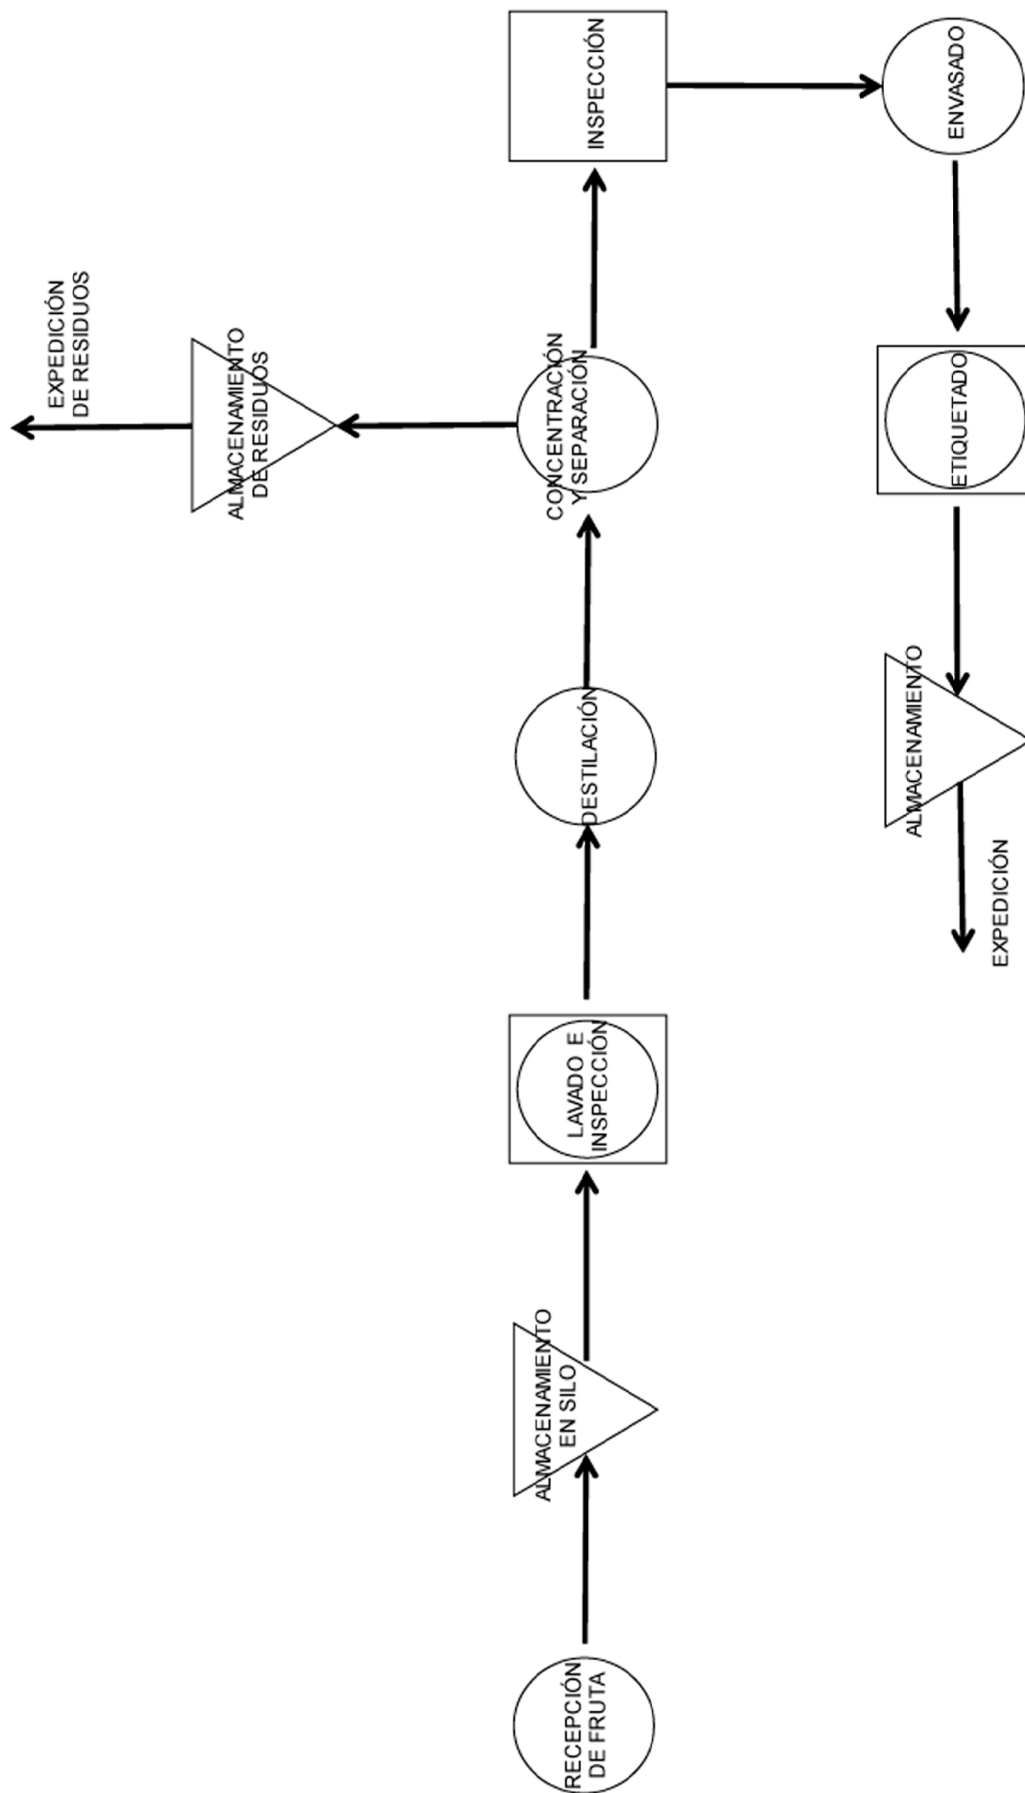 RECEPCIÓN
DE FRUTA
ALMACENAMIENTO
EN SILO
LAVADO E
INSPECCIÓN
DESTILACIÓN
CONCENTRACIÓN
Y SEPARACIÓN
ALMACENAMIENTO
DE RESIDUOS
EXPEDICIÓN
DE RESIDUOS
INSPECCIÓN
ENVASADO
ETIQUETADO
ALMACENAMIENTO
EXPEDICIÓN